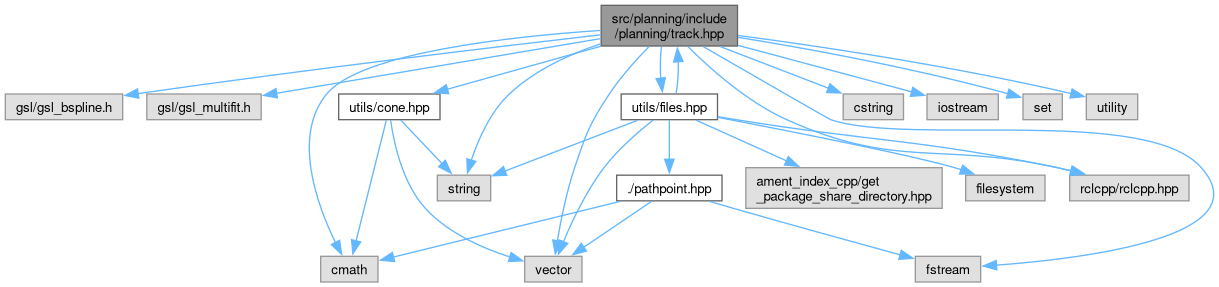 src/planning/include
/planning/track.hpp
gsl/gsl_bspline.h
gsl/gsl_multifit.h
utils/cone.hpp
utils/files.hpp
cstring
iostream
set
utility
string
./pathpoint.hpp
ament_index_cpp/get
_package_share_directory.hpp
filesystem
rclcpp/rclcpp.hpp
cmath
vector
fstream